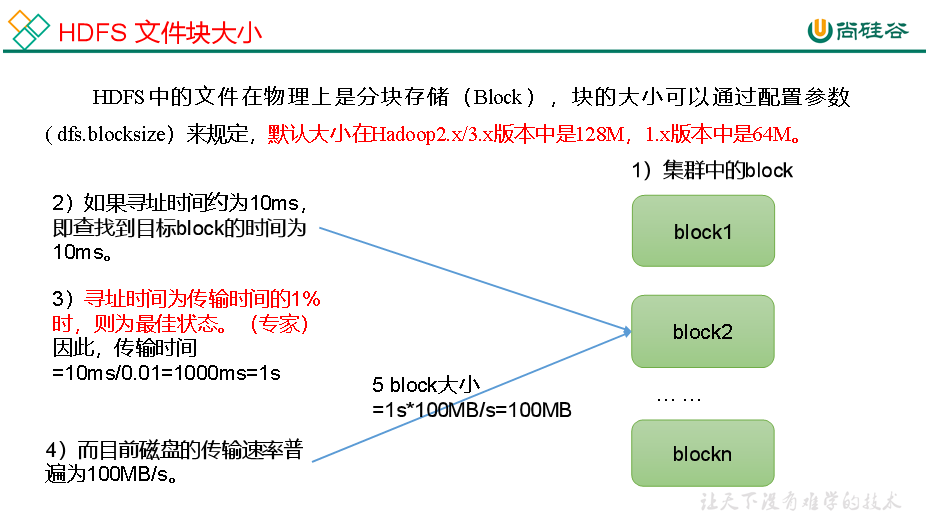 HDFS 文件块大小
尚硅谷
HDFS中的文件在物理上是分块存储（Block），块的大小可以通过配置参数
( dfs.blocksize）来规定，默认大小在Hadoop2.x/3.x版本中是128M，1.x版本中是64M。
1）集群中的block
2）如果寻址时间约为10ms，
即查找到目标block的时间为
10ms。
block1
3）寻址时间为传输时间的1%
时，则为最佳状态。（专家）
因此，传输时间
=10ms/0.01=1000ms=1s
block2
5 block大小
=1s*100MB/s=100MB
… …
4）而目前磁盘的传输速率普
遍为100MB/s。
blockn
让天下没有难学的技术